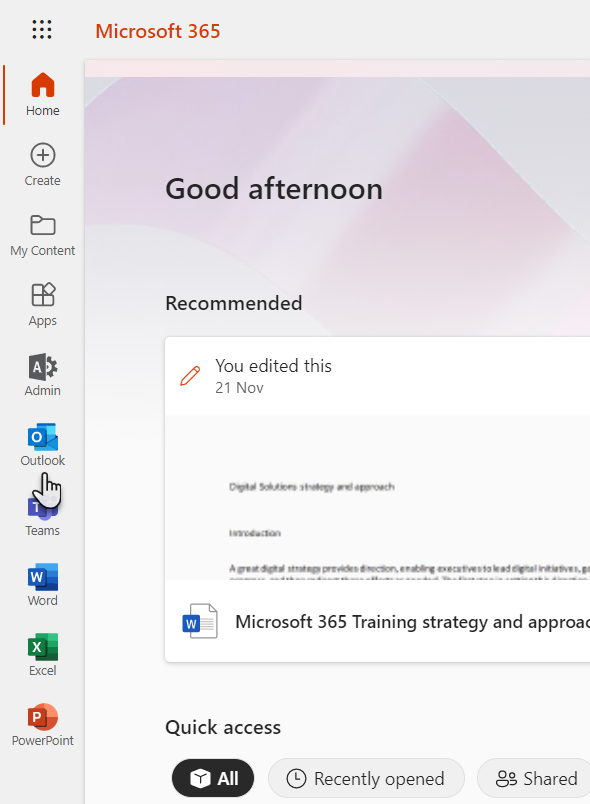 Microsoft 365
Home
Create
My Content
Apps
Admin
Outlook
Teams
Word
Excel
PowerPoint
Good afternoon
Recommended
You edited this
21 Nov
Digital Solutions strategy and approach
Introduction
A great digital strategy provides direction, enabling executives to lead digital initiatives,
Microsoft 365 Training strategy and approac
Quick access
All
Recently opened
Shared